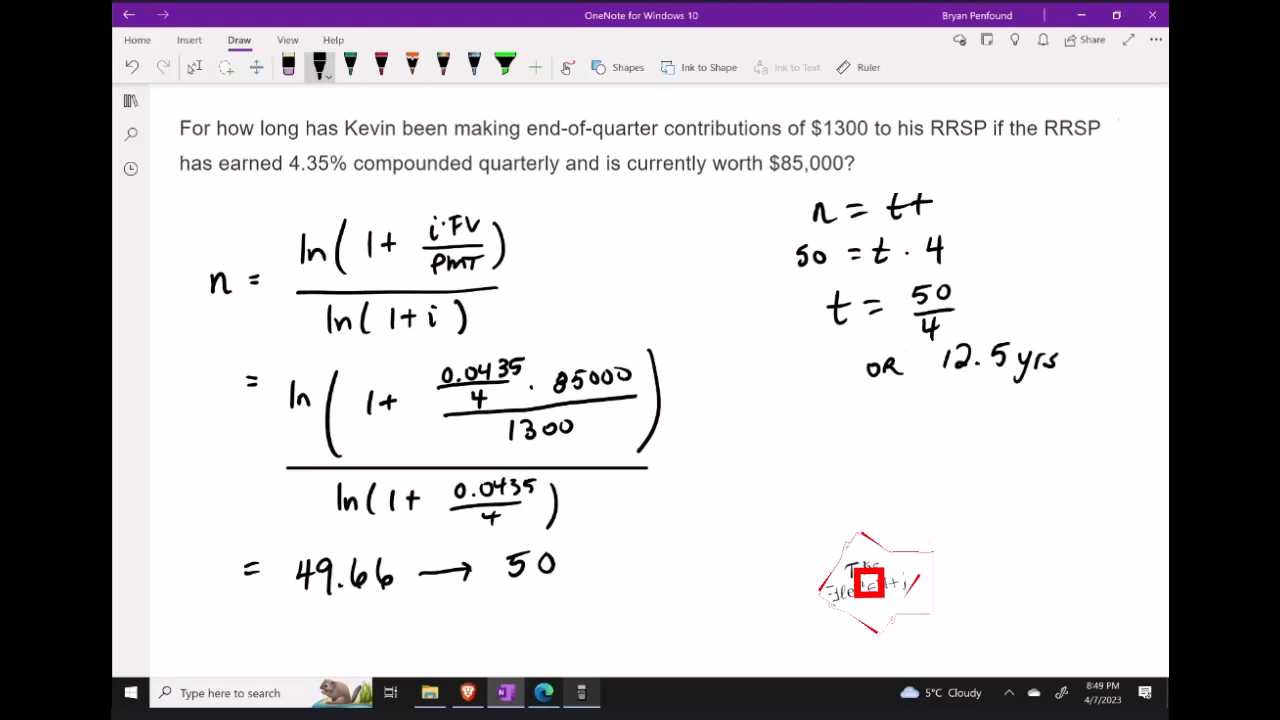 OneNote for Windows 10
Bryan Penfound
Home Insert Draw View Help
Share
Shapes Ink to Shape Ink to Text Ruler
For how long has Kevin been making end-of-quarter contributions of $1300 to his RRSP if the RRSP
has earned 4.35% compounded quarterly and is currently worth $85,000?
n = ln(1 + i·FV/PMT) / ln(1+i)
= ln(1 + 0.0435/4 · 85000 / 1300) / ln(1 + 0.0435/4)
= 49.66 → 50
n = tt
50 = t · 4
t = 50/4
OR 12.5 yrs
Type here to search
5°C Cloudy
8:49 PM
4/7/2023